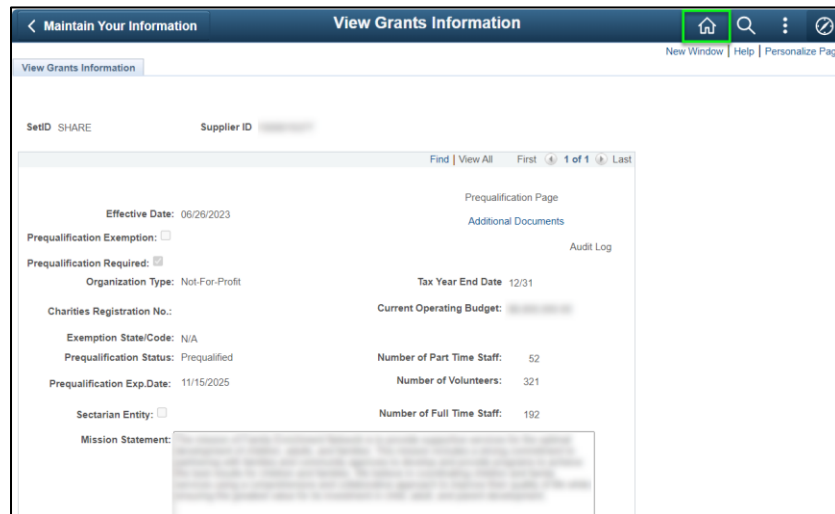 Maintain Your Information
View Grants Information
New Window | Help | Personalize Pag
View Grants Information
SetID SHARE Supplier ID
Find | View All First 1 of 1 Last
Prequalification Page
Effective Date: 06/26/2023
Additional Documents
Prequalification Exemption:
Audit Log
Prequalification Required:
Organization Type: Not-For-Profit Tax Year End Date 12/31
Charities Registration No.: Current Operating Budget:
Exemption State/Code: N/A
Prequalification Status: Prequalified Number of Part Time Staff: 52
Prequalification Exp.Date: 11/15/2025 Number of Volunteers: 321
Sectarian Entity: Number of Full Time Staff: 192
Mission Statement: